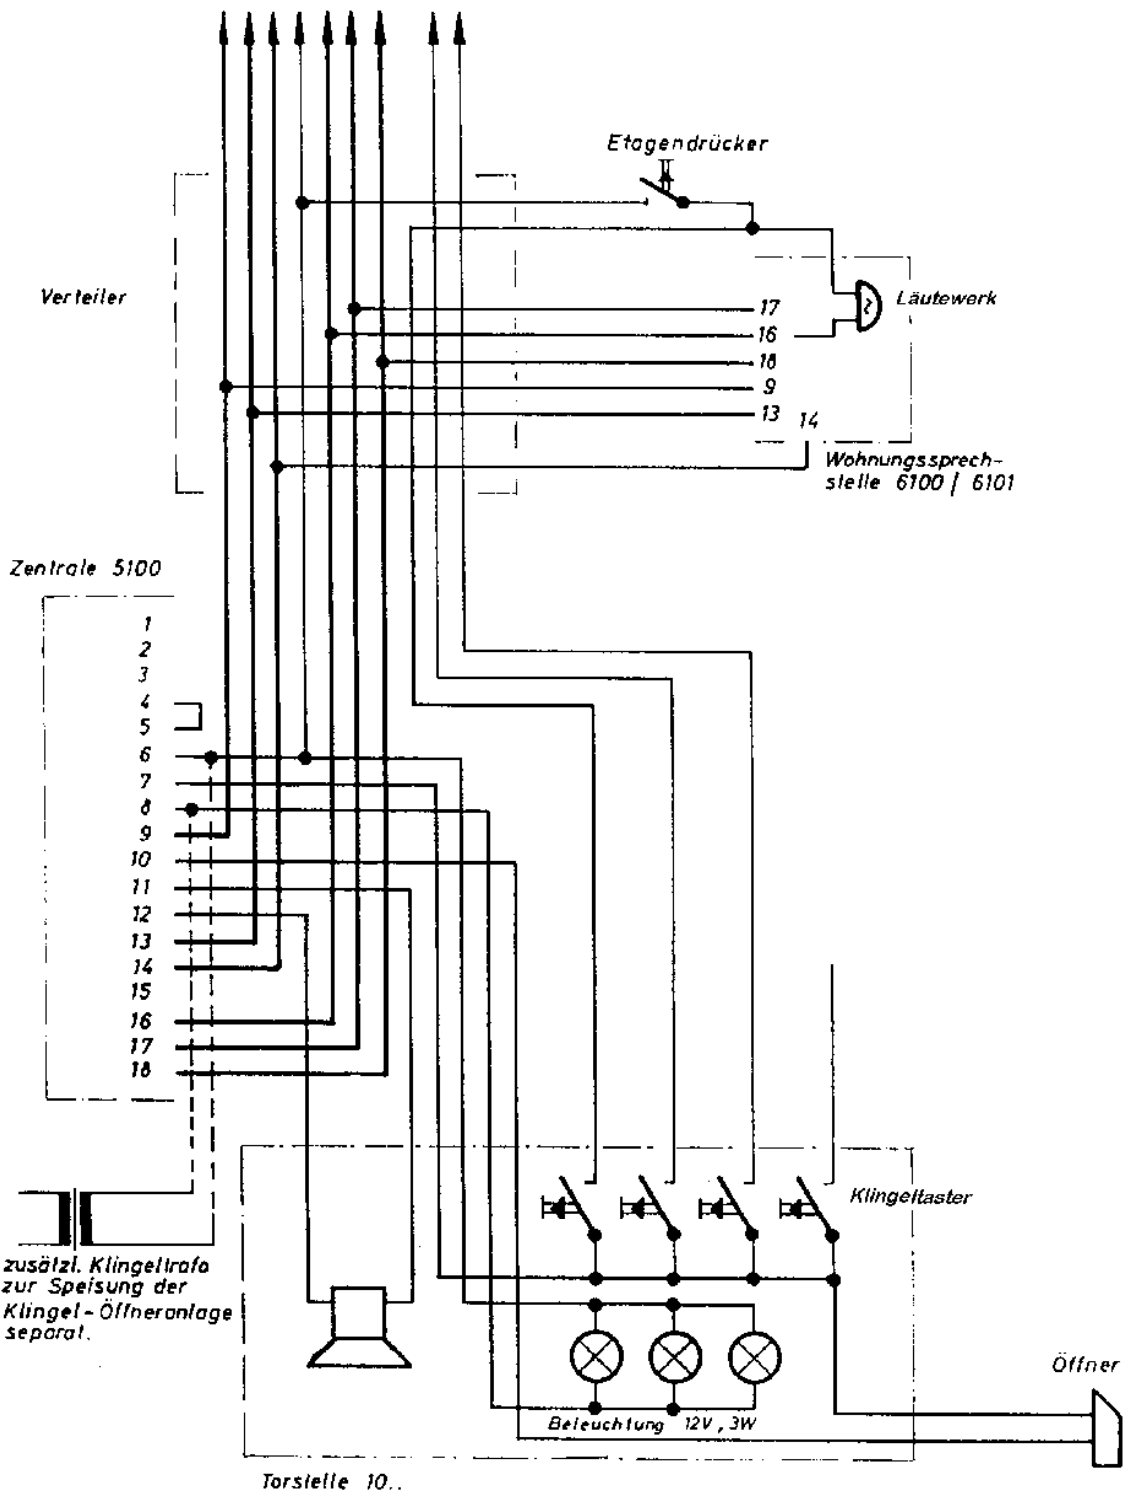 Etagendrücker
Verteiler
Läutewerk
17
16
18
9
13
14
Wohnungssprech-
stelle 6100 / 6101
Zentrale 5100
1
2
3
4
5
6
7
8
9
10
11
12
13
14
15
16
17
18
Klingeltaster
zusätzl. Klingeltrafo
zur Speisung der
Klingel-Öffneranlage
separat.
Öffner
Beleuchtung 12V, 3W
Torstelle 10..